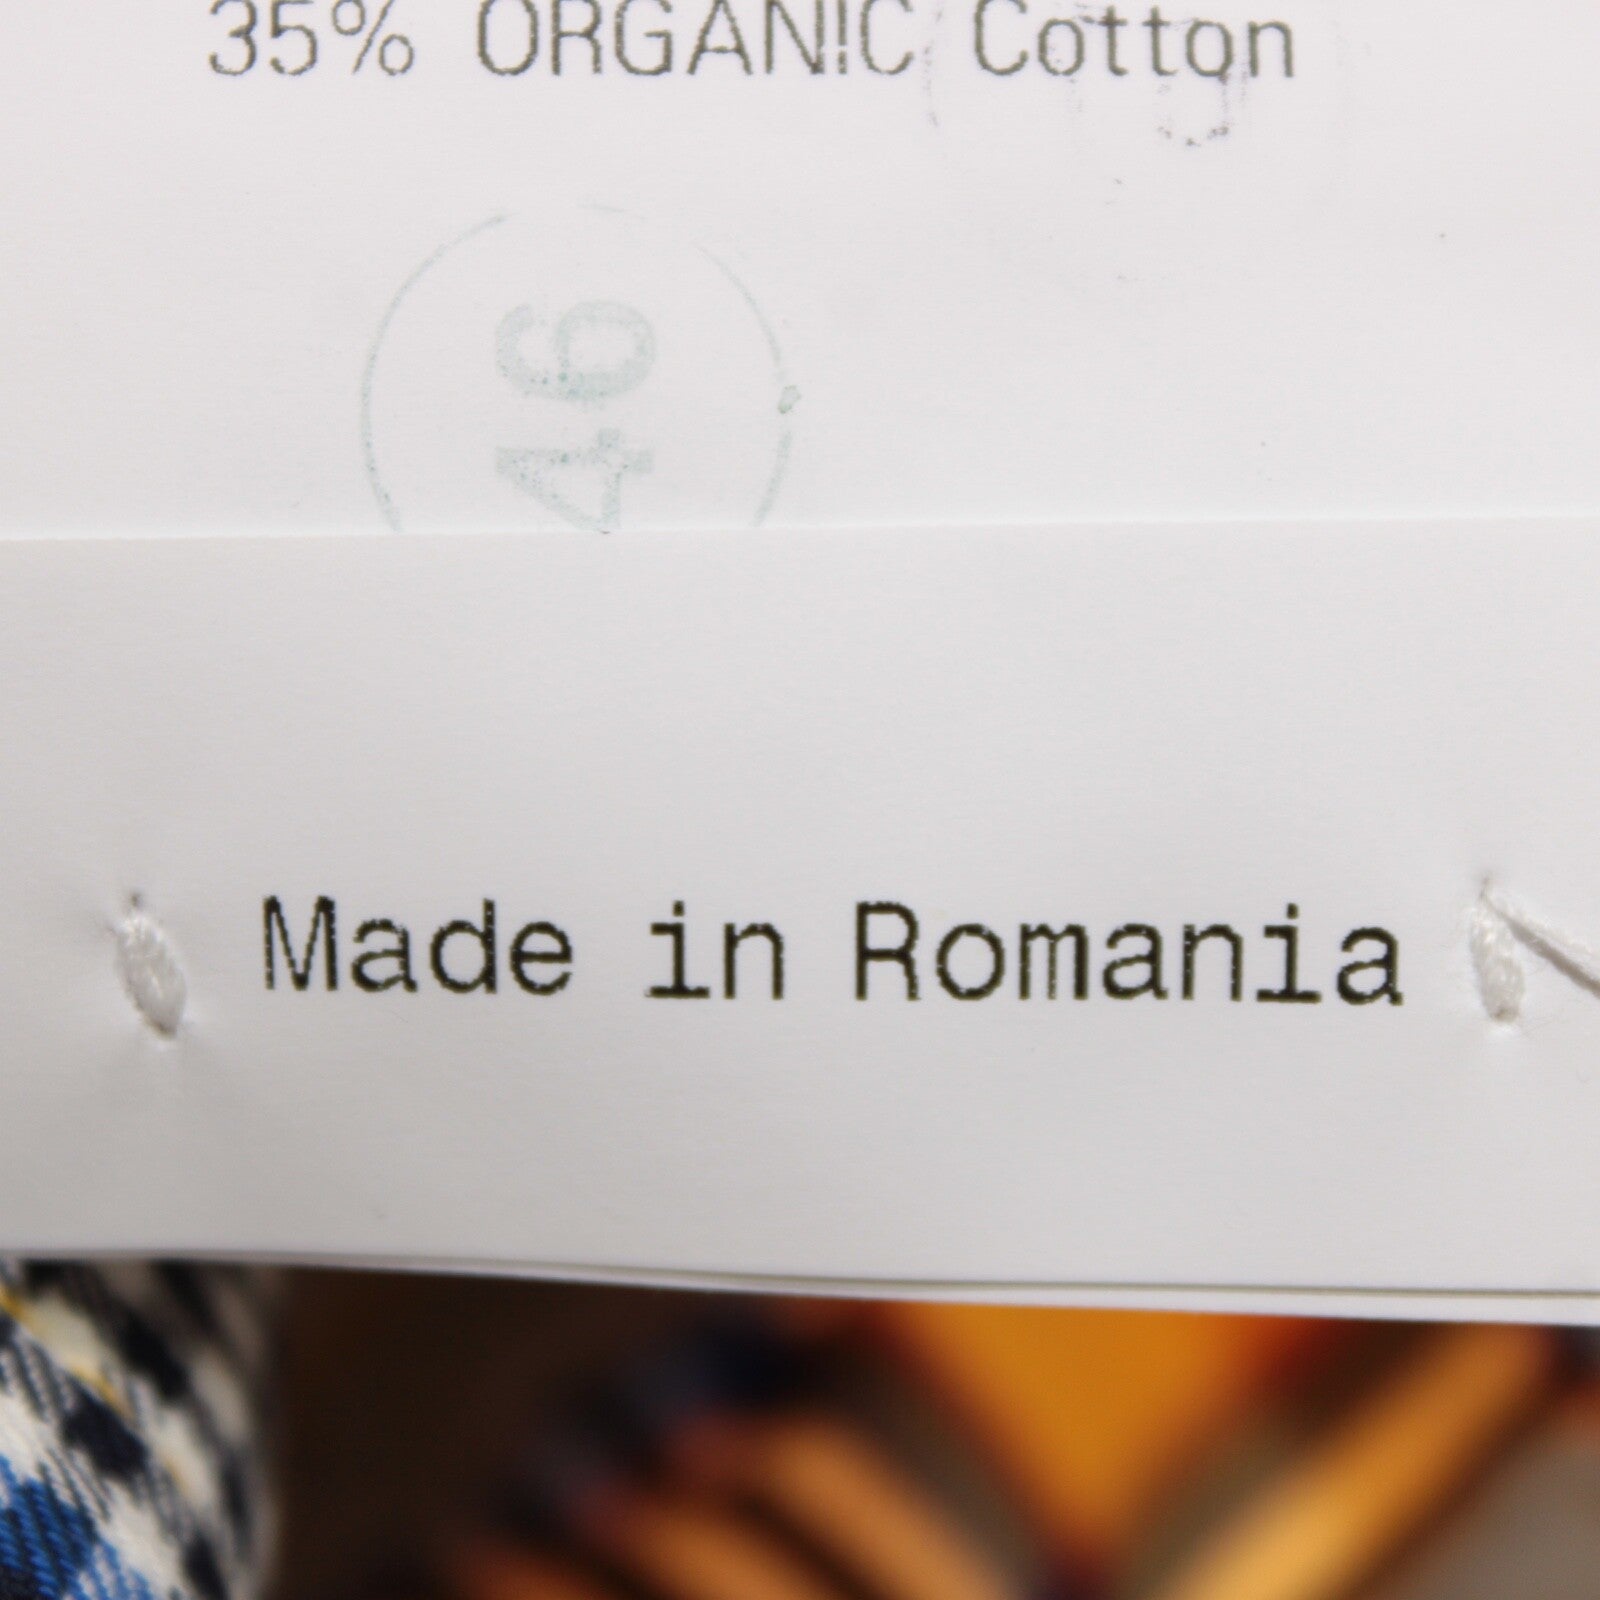 35% ORGANIC Cotton
46
Made in Romania